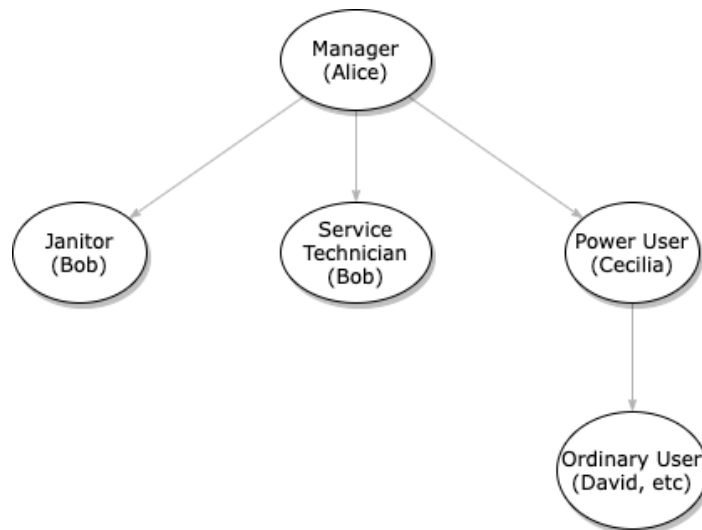 Manager
(Alice)
Janitor
(Bob)
Service
Technician
(Bob)
Power User
(Cecilia)
Ordinary User
(David, etc)